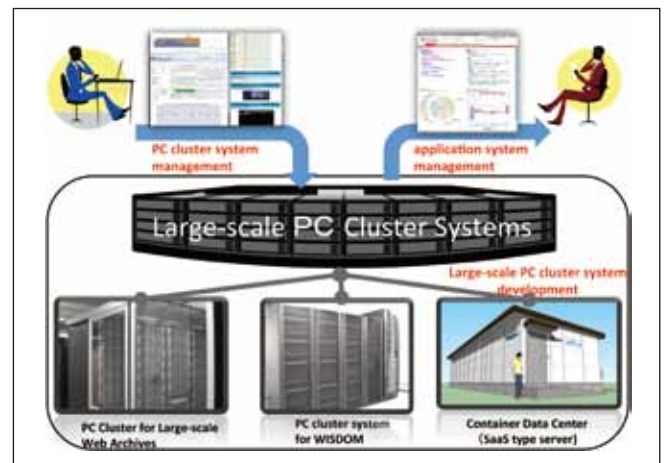 PC cluster system
management
application system
management
Large-scale PC Cluster Systems
Large-scale PC cluster system
development
PC Cluster for Large-scale
Web Archives
PC cluster system
for WISDOM
Container Data Center
(SaaS type server)